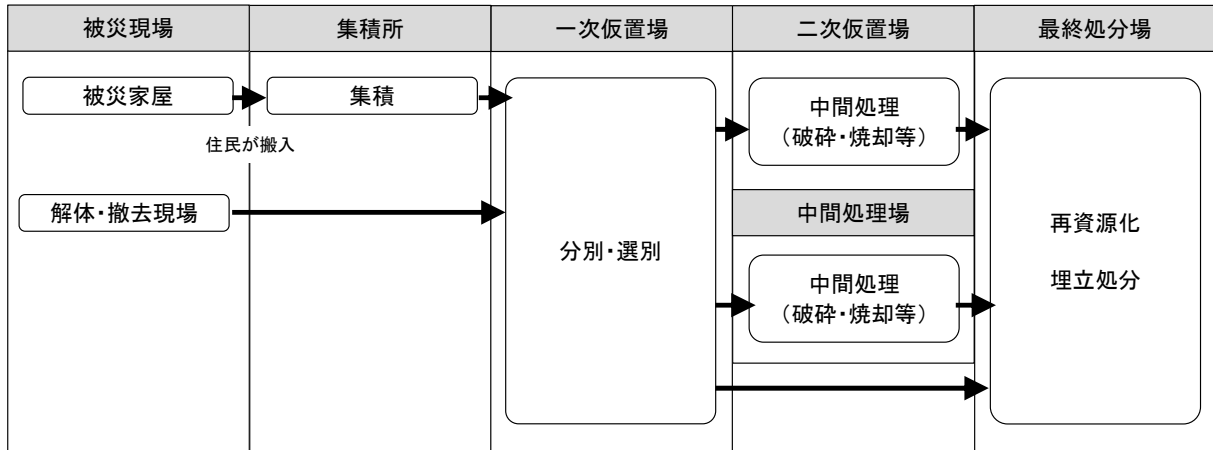 被災現場
集積所
一次仮置場
二次仮置場
最終処分場
被災家屋
集積
住民が搬入
解体・撤去現場
分別・選別
中間処理
（破砕・焼却等）
中間処理場
中間処理
（破砕・焼却等）
再資源化
埋立処分